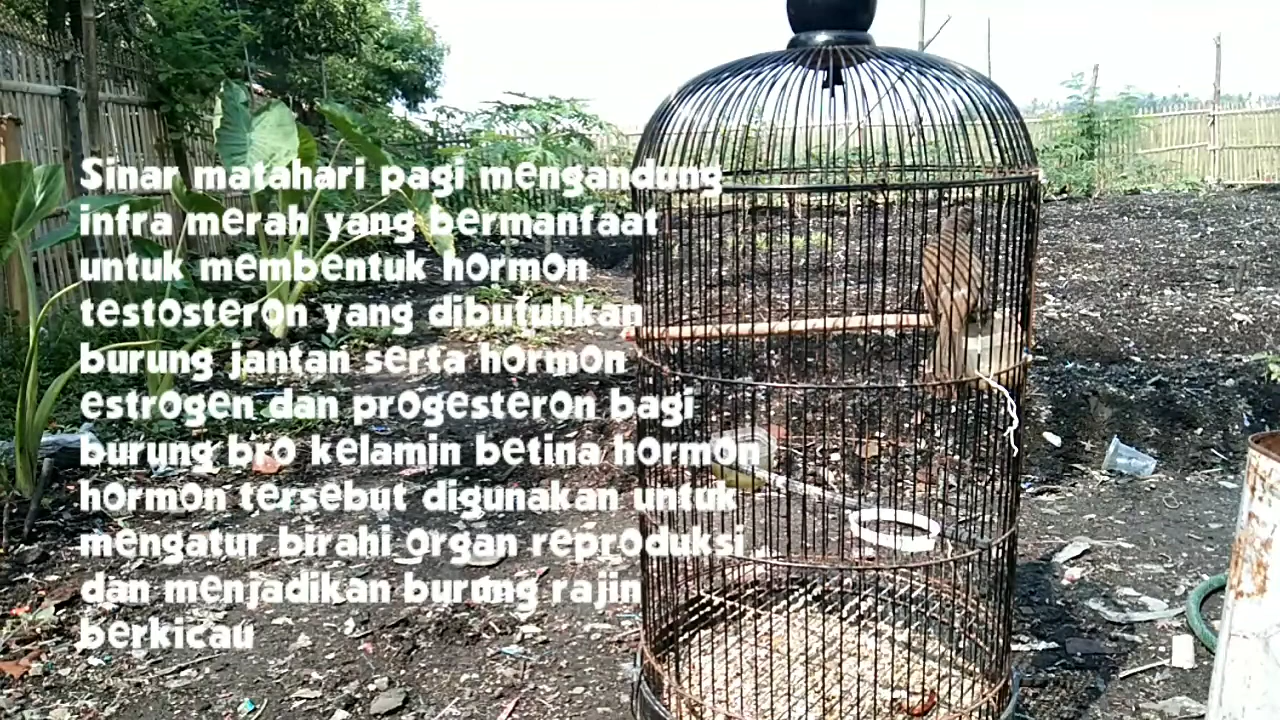 Sinar matahari pagi mengandung
infra merah yang bermanfaat
untuk membentuk hormon
testosteron yang dibutuhkan
burung jantan serta hormon
estrogen dan progesteron bagi
burung bro kelamin betina hormon
hormon tersebut digunakan untuk
mengatur birahi organ reproduksi
dan menjadikan burung rajin
berkicau